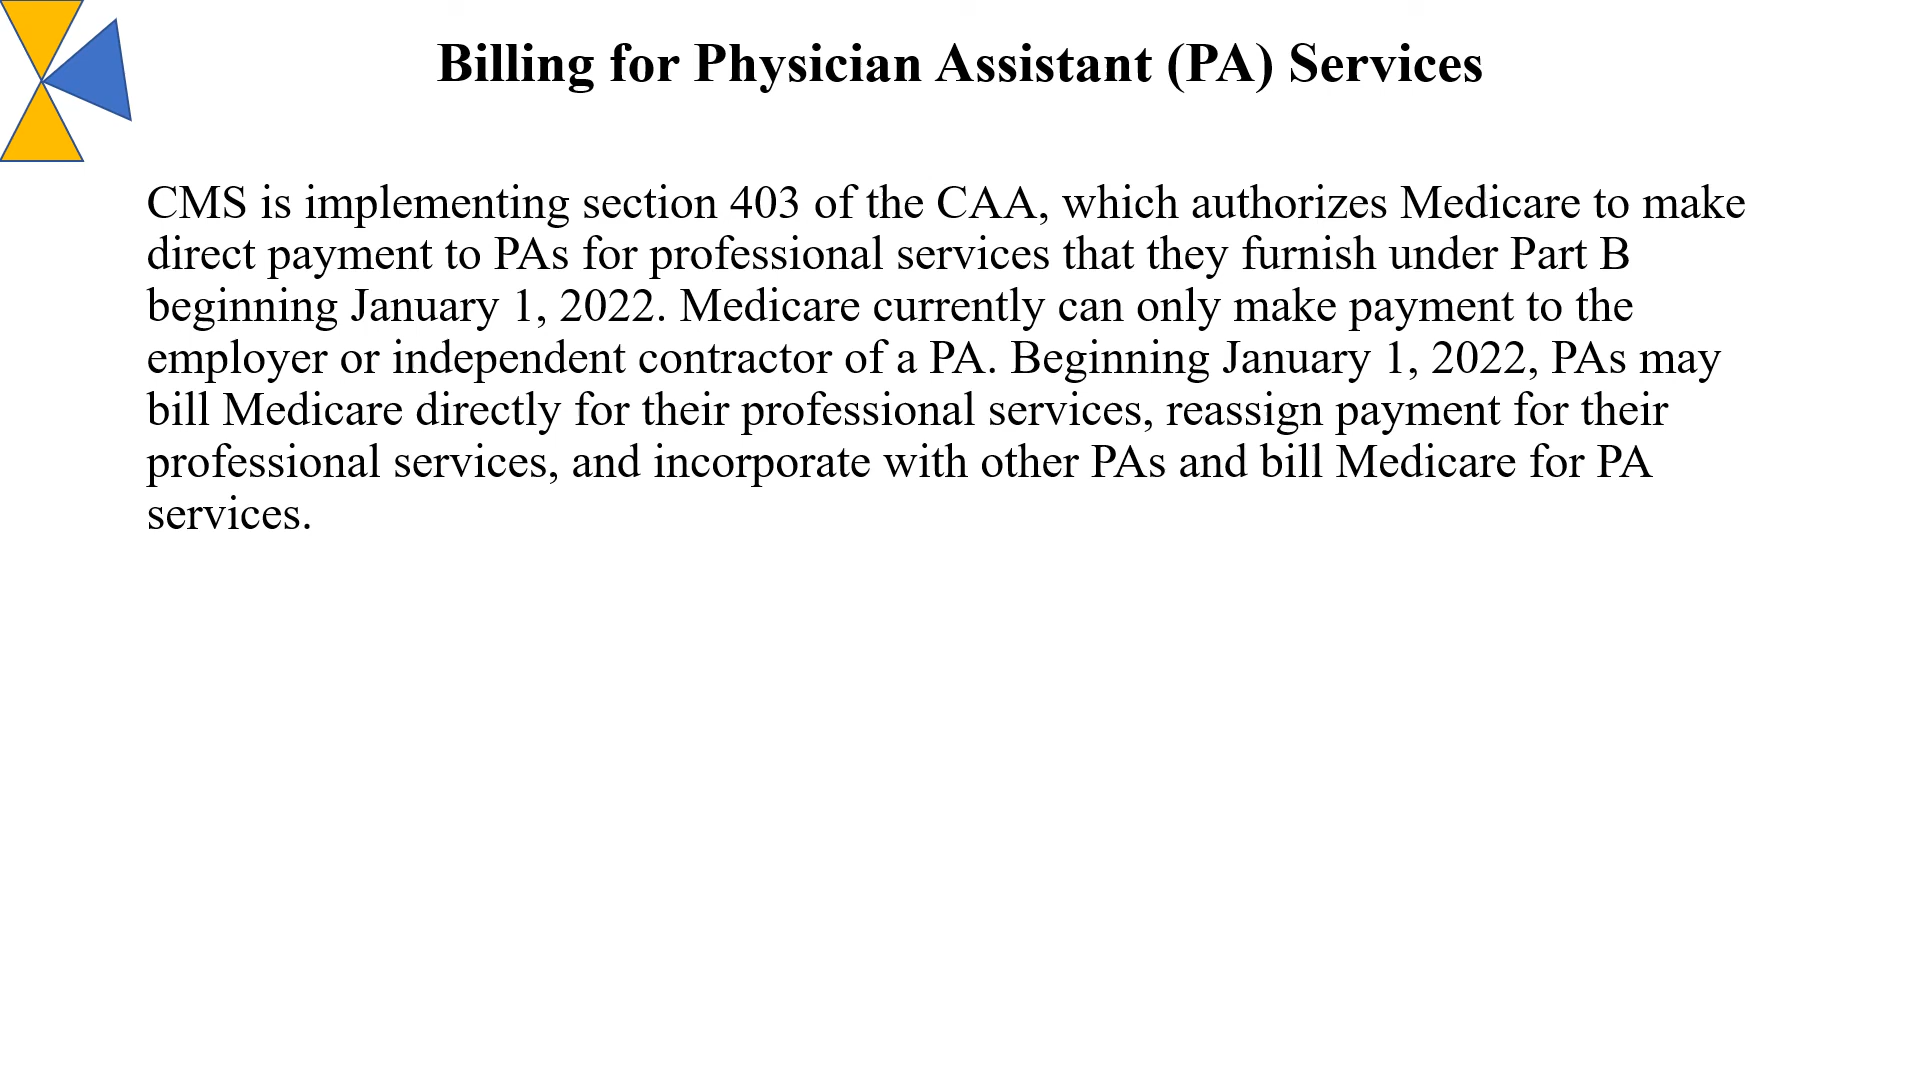 Billing for Physician Assistant (PA) Services
CMS is implementing section 403 of the CAA, which authorizes Medicare to make
direct payment to PAs for professional services that they furnish under Part B
beginning January 1, 2022. Medicare currently can only make payment to the
employer or independent contractor of a PA. Beginning January 1, 2022, PAs may
bill Medicare directly for their professional services, reassign payment for their
professional services, and incorporate with other PAs and bill Medicare for PA
services.